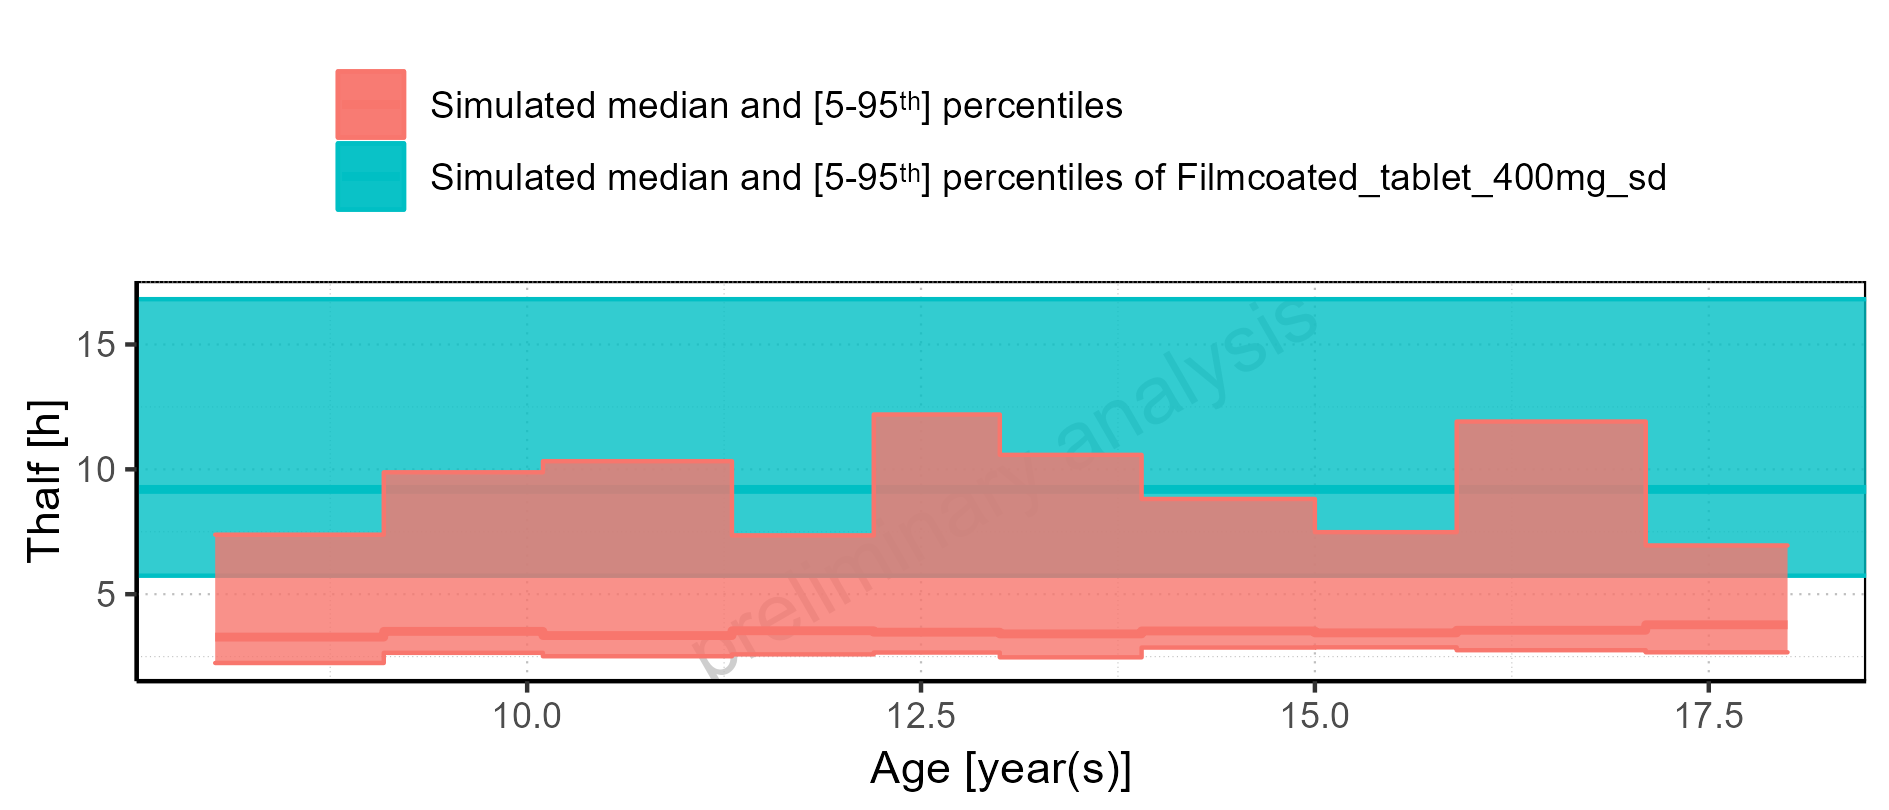 Simulated median and [5-95th] percentiles
Simulated median and [5-95th] percentiles of Filmcoated_tablet_400mg_sd
preliminary analysis
Thalf [h]
15
10
5
10.0
12.5
15.0
17.5
Age [year(s)]